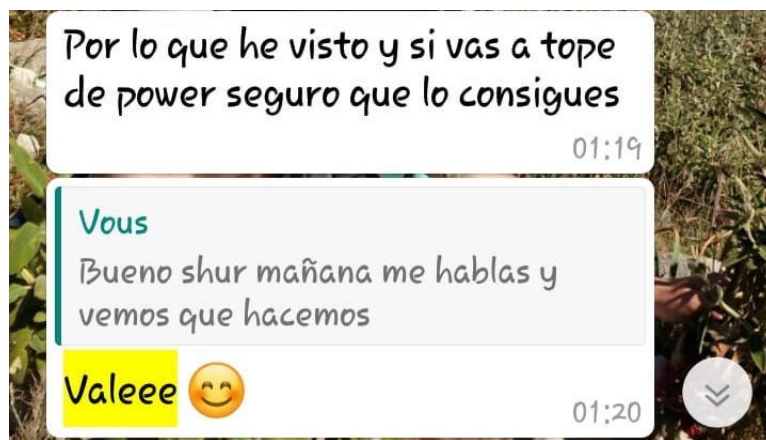 Por lo que he visto y si vas a tope
de power seguro que lo consigues
01:19
Vous
Bueno shur mañana me hablas y
vemos que hacemos
Valeee 😊
01:20